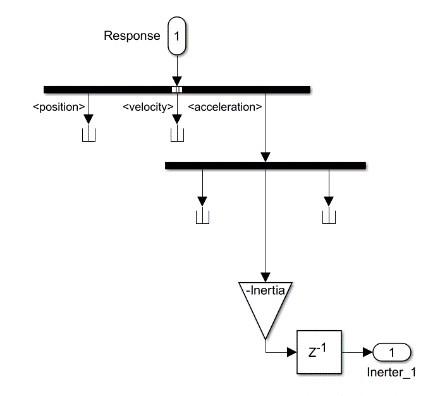 Response 1
<position> <velocity> <acceleration>
-Inertia
Z-1
1
Inerter_1